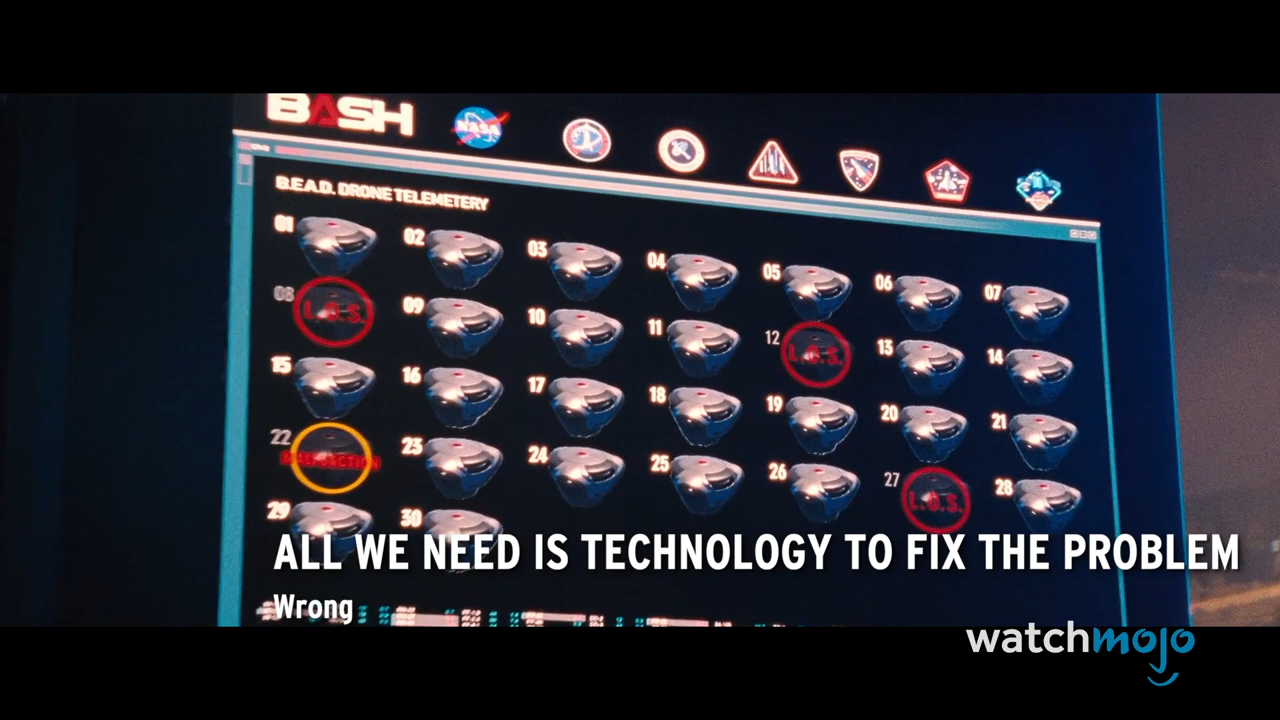 BASH
NASA
B.E.A.D. DRONE TELEMETERY
01 02 03 04 05 06 07
08 L.O.S. 09 10 11 12 L.O.S. 13 14
15 16 17 18 19 20 21
22 MALFUNCTION 23 24 25 26 27 L.O.S. 28
29 30
ALL WE NEED IS TECHNOLOGY TO FIX THE PROBLEM
Wrong
watchmojo